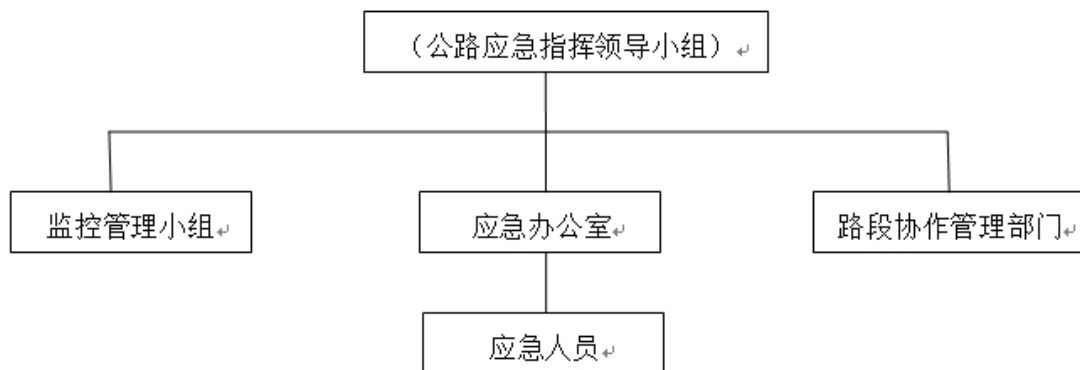 （公路应急指挥领导小组）
监控管理小组
应急办公室
路段协作管理部门
应急人员